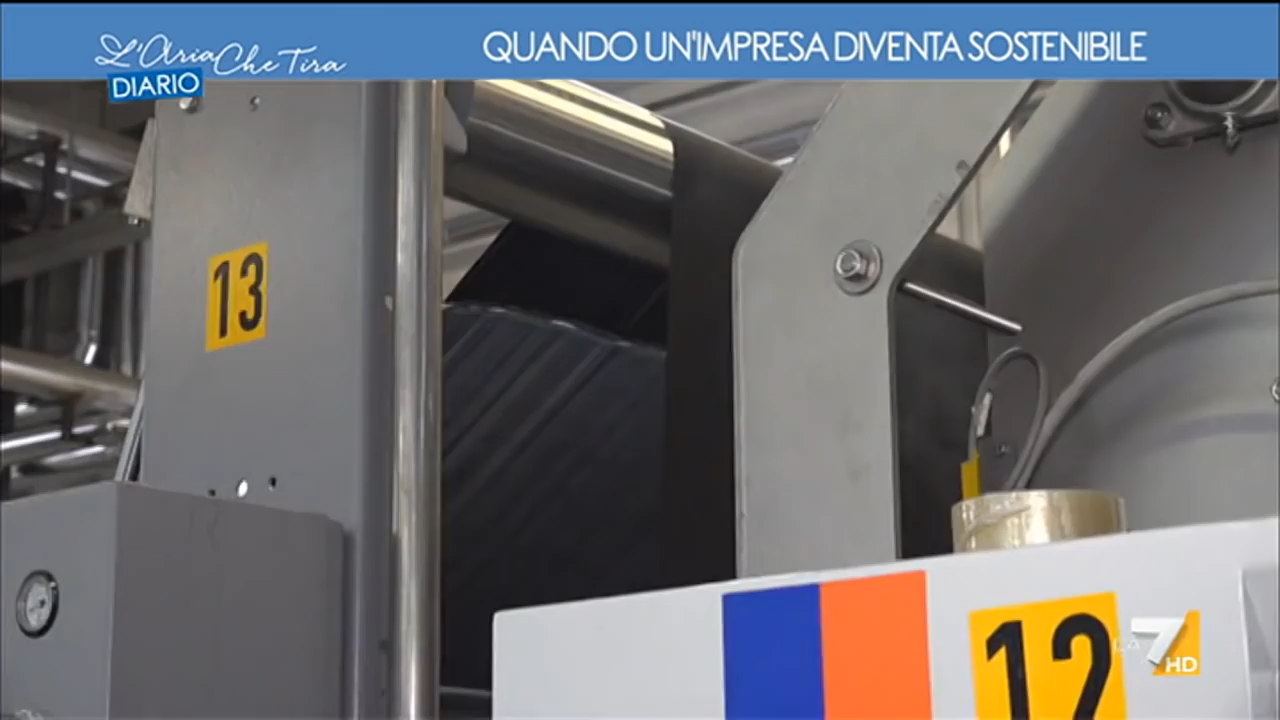 L'Aria Che Tira
DIARIO
QUANDO UN'IMPRESA DIVENTA SOSTENIBILE
13
12
LA 7
HD